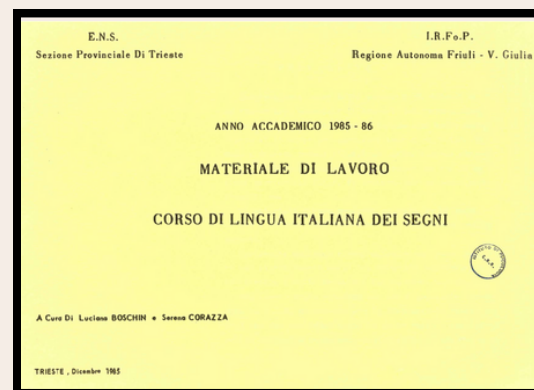 E.N.S.
Sezione Provinciale Di Trieste
I.R.Fo.P.
Regione Autonoma Friuli - V. Giulia
ANNO ACCADEMICO 1985 - 86
MATERIALE DI LAVORO
CORSO DI LINGUA ITALIANA DEI SEGNI
A Cura Di Luciana BOSCHIN e Serena CORAZZA
TRIESTE, Dicembre 1985